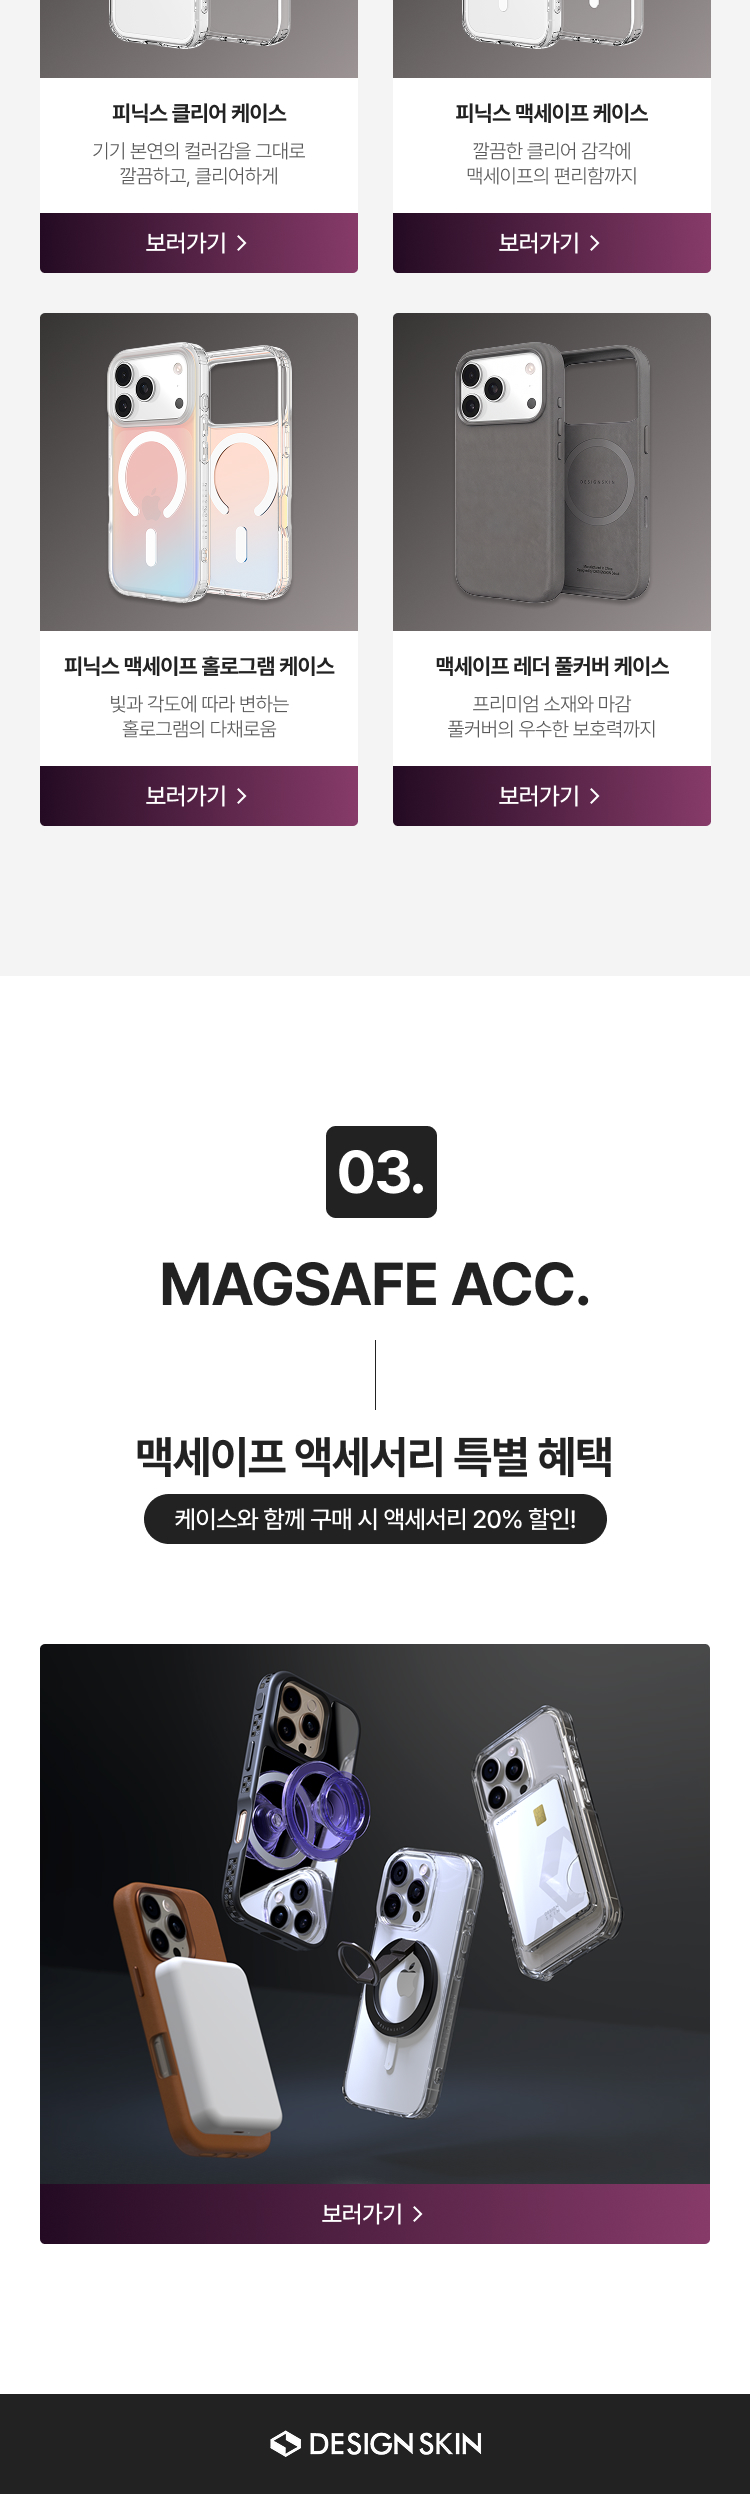 피닉스 클리어 케이스
기기 본연의 컬러감을 그대로
깔끔하고, 클리어하게
보러가기
피닉스 맥세이프 케이스
깔끔한 클리어 감각에
맥세이프의 편리함까지
보러가기
DESIGNSKIN
피닉스 맥세이프 홀로그램 케이스
빛과 각도에 따라 변하는
홀로그램의 다채로움
보러가기
맥세이프 레더 풀커버 케이스
프리미엄 소재와 마감
풀커버의 우수한 보호력까지
보러가기
03.
MAGSAFE ACC.
맥세이프 액세서리 특별 혜택
케이스와 함께 구매 시 액세서리 20% 할인!
보러가기
DESIGN SKIN